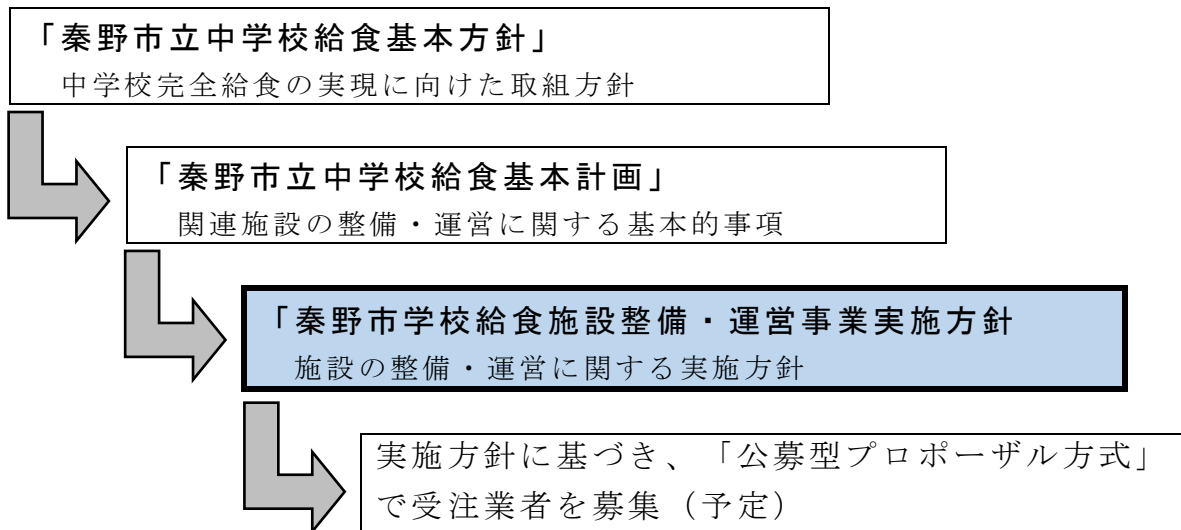 「秦野市立中学校給食基本方針」
中学校完全給食の実現に向けた取組方針
「秦野市立中学校給食基本計画」
関連施設の整備・運営に関する基本的事項
「秦野市学校給食施設整備・運営事業実施方針
施設の整備・運営に関する実施方針
実施方針に基づき、「公募型プロポーザル方式」
で受注業者を募集（予定）